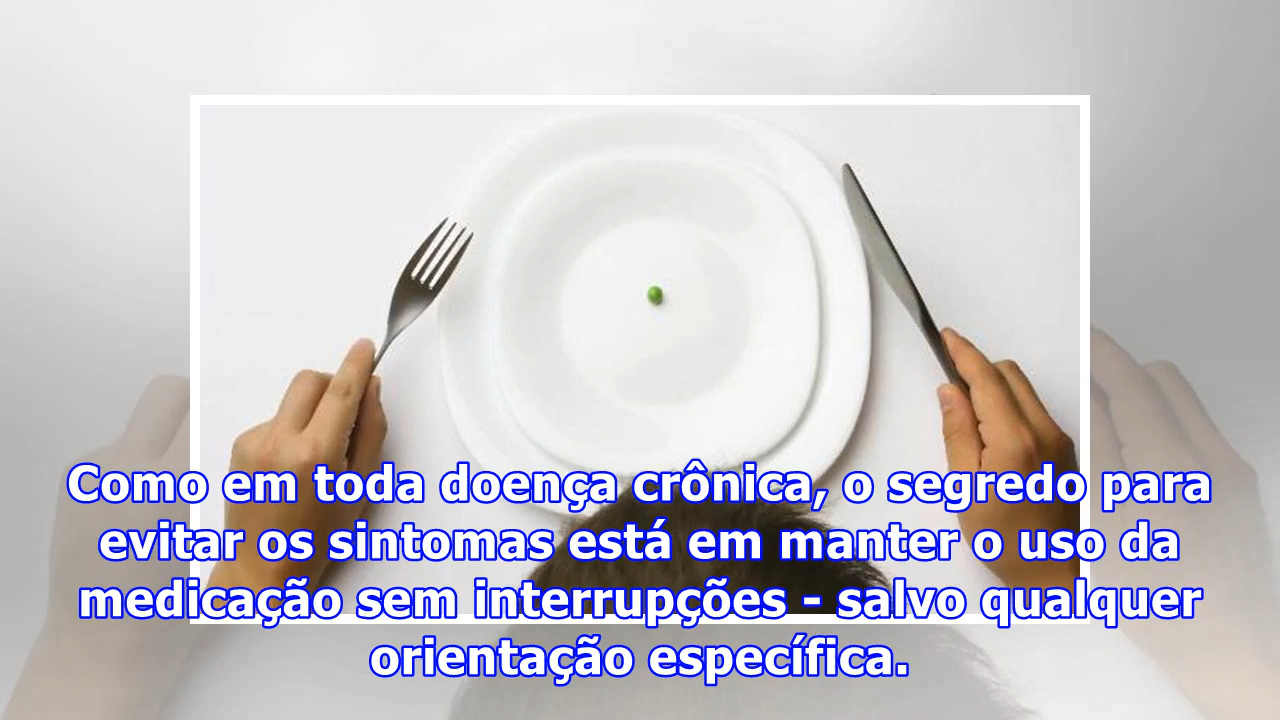 Como em toda doença crônica, o segredo para
evitar os sintomas está em manter o uso da
medicação sem interrupções - salvo qualquer
orientação específica.